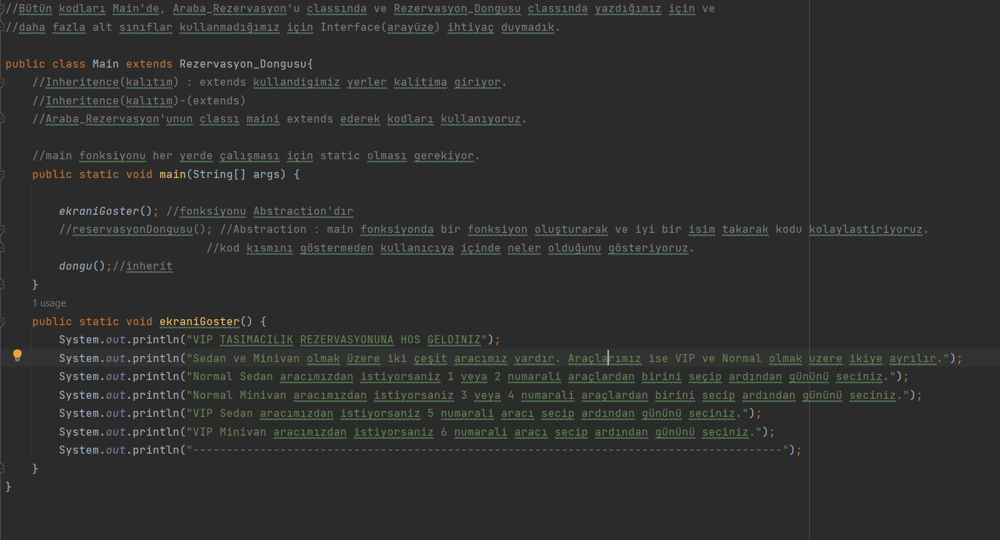 //Bütün kodları Main'de, Araba_Rezervasyon'u classında ve Rezervasyon_Dongusu classında yazdığımız için ve
//daha fazla alt sınıflar kullanmadığımız için Interface(arayüze) ihtiyaç duymadık.
public class Main extends Rezervasyon_Dongusu{
//Inheritence(kalıtım) : extends kullandigimiz yerler kalitima giriyor.
//Inheritence(kalıtım)-(extends)
//Araba_Rezervasyon'unun classı maini extends ederek kodları kullanıyoruz.
//main fonksiyonu her yerde çalışması için static olması gerekiyor.
public static void main(String[] args) {
ekraniGoster(); //fonksiyonu Abstraction'dır
//reservasyonDongusu(); //Abstraction : main fonksiyonda bir fonksiyon oluşturarak ve iyi bir isim takarak kodu kolaylastiriyoruz.
//kod kısmını göstermeden kullanıcıya içinde neler olduğunu gösteriyoruz.
dongu();//inherit
}
1 usage
public static void ekraniGoster() {
System.out.println("VIP TASIMACILIK REZERVASYONUNA HOS GELDINIZ");
System.out.println("Sedan ve Minivan olmak üzere iki çeşit aracımız vardır. Araçlarımız ise VIP ve Normal olmak uzere ikiye ayrılır.");
System.out.println("Normal Sedan aracımızdan istiyorsaniz 1 veya 2 numarali araçlardan birini seçip ardından gününü seciniz.");
System.out.println("Normal Minivan aracımızdan istiyorsaniz 3 veya 4 numarali araçlardan birini secip ardından gününü seciniz.");
System.out.println("VIP Sedan aracımızdan istiyorsaniz 5 numarali aracı secip ardından gününü seciniz.");
System.out.println("VIP Minivan aracımızdan istiyorsaniz 6 numarali aracı secip ardından gününü seciniz.");
System.out.println("----------------------------------------------------------------------------------------");
}
}